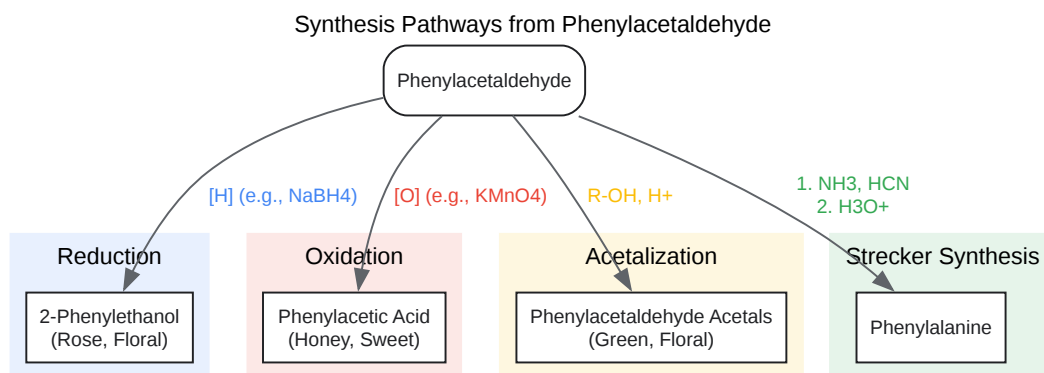 Synthesis Pathways from Phenylacetaldehyde
Phenylacetaldehyde
[H] (e.g., NaBH4)
[O] (e.g., KMnO4)
R-OH, H+
1. NH3, HCN
2. H3O+
Reduction
Oxidation
Acetalization
Strecker Synthesis
2-Phenylethanol
(Rose, Floral)
Phenylacetic Acid
(Honey, Sweet)
Phenylacetaldehyde Acetals
(Green, Floral)
Phenylalanine